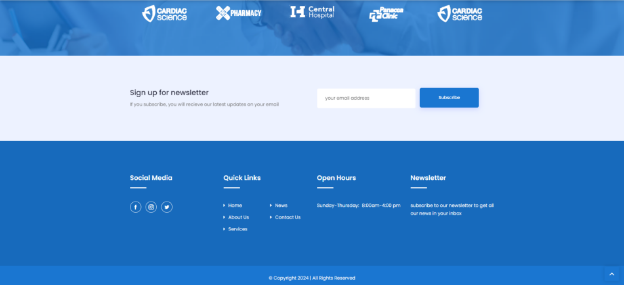 CARDIAC
SCIENCE
PHARMACY
Central
Hospital
Panacea
Clinic
CARDIAC
SCIENCE
Sign up for newsletter
If you subscribe, you will recieve our latest updates on your email
your email address
Subscribe
Social Media
Quick Links
Home
About Us
Services
News
Contact Us
Open Hours
Sunday-Thursday: 8:00am-4:00 pm
Newsletter
subscribe to our newsletter to get all
our news in your inbox
© Copyright 2024 | All Rights Reserved